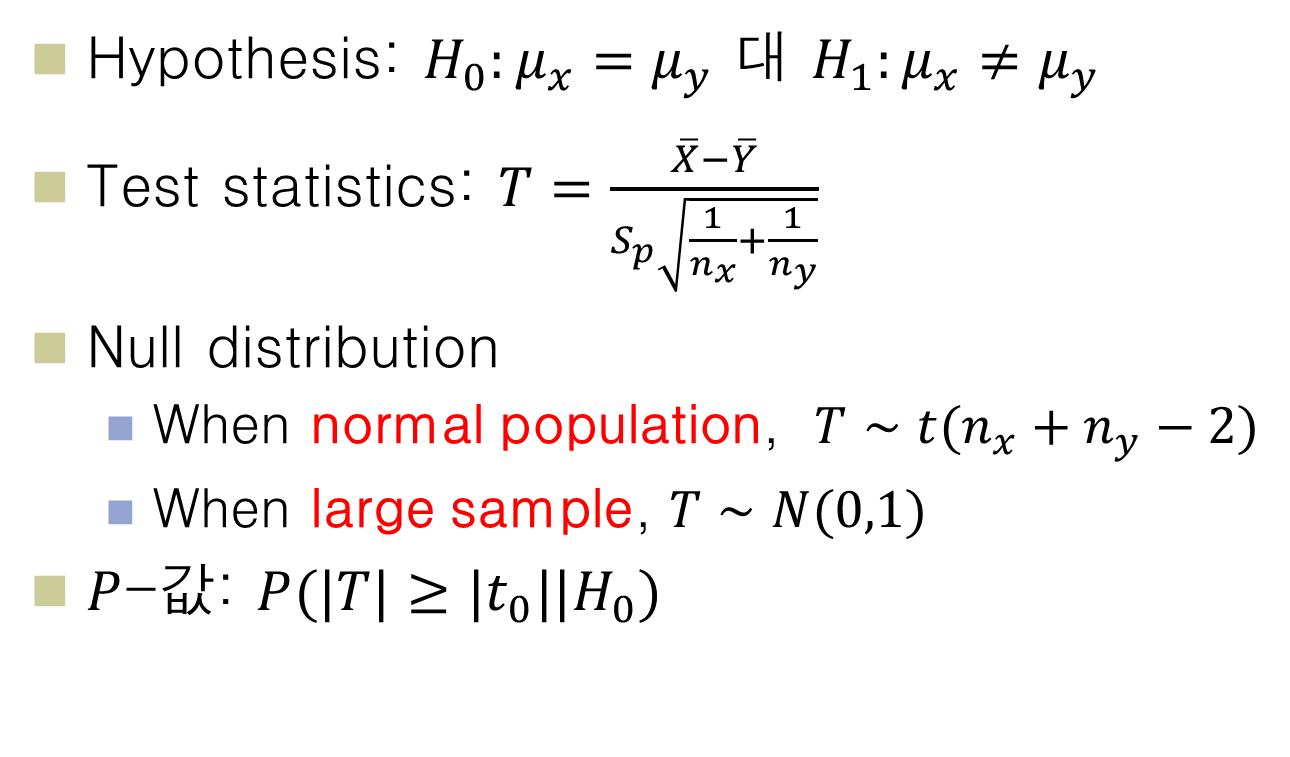 Hypothesis: H₀: μₓ = μᵧ 대 H₁: μₓ ≠ μᵧ
Test statistics: T = (X̄−Ȳ) / (Sₚ√(1/nₓ + 1/nᵧ))
Null distribution
When normal population, T ~ t(nₓ + nᵧ − 2)
When large sample, T ~ N(0,1)
P−값: P(|T| ≥ |t₀||H₀)